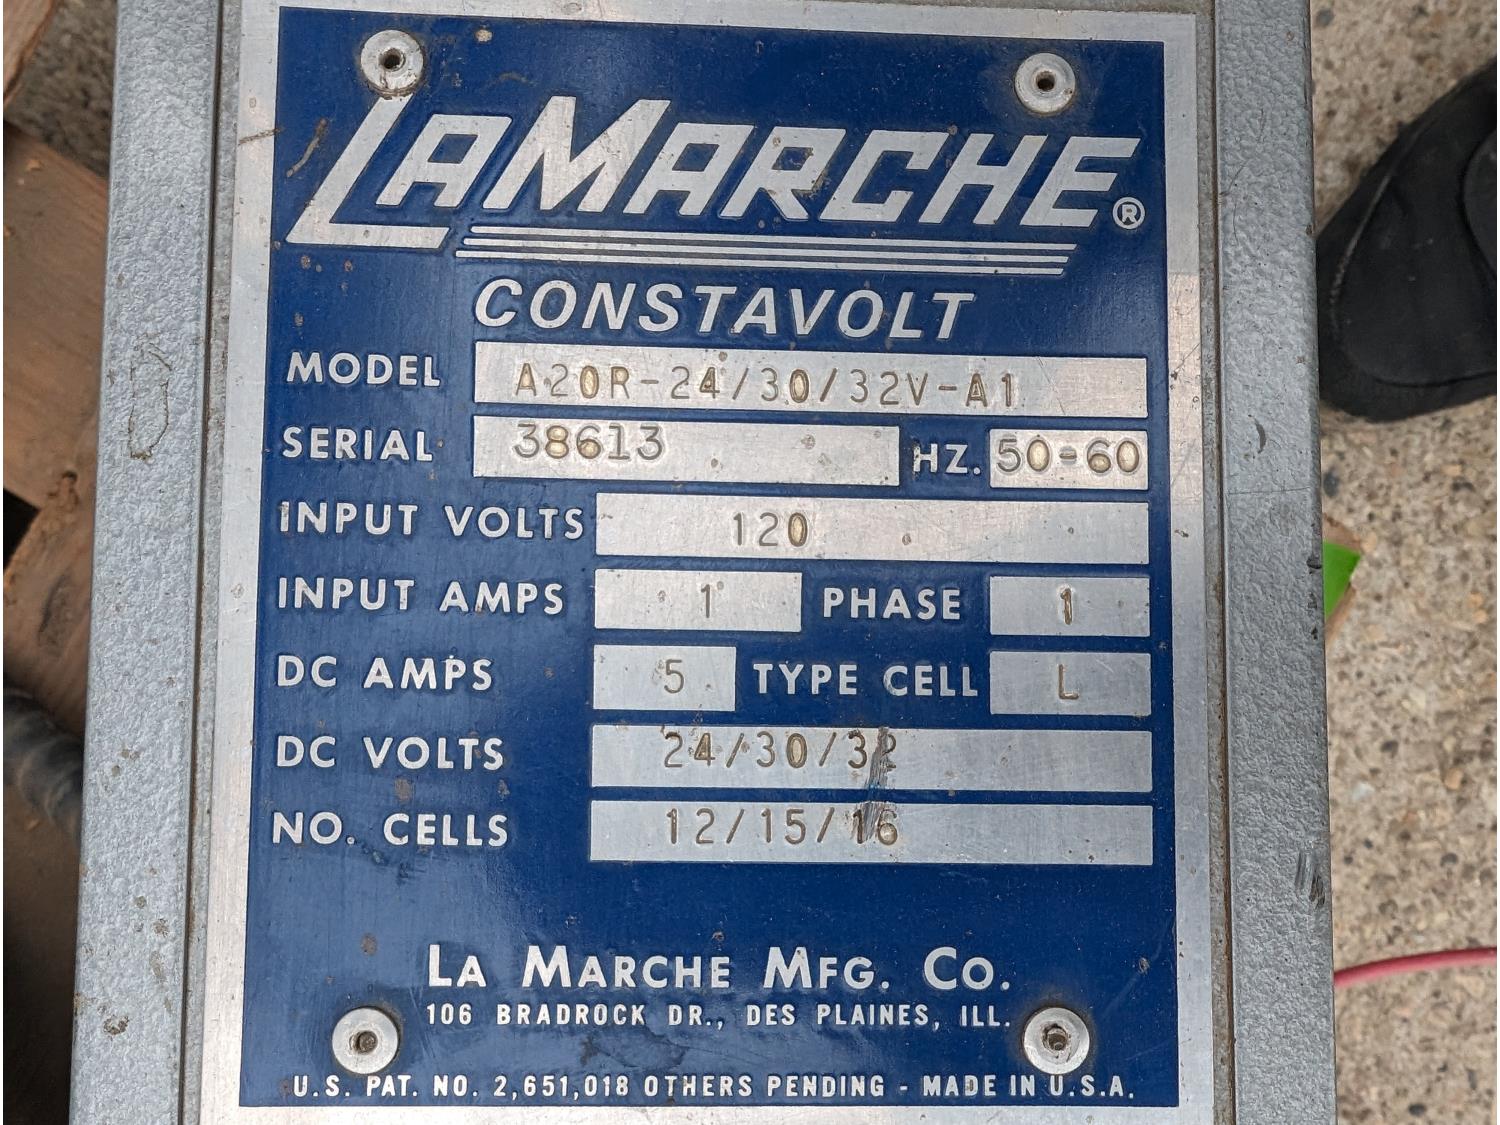 LAMARCHE®
CONSTAVOLT
MODEL A20R-24/30/32V-A1
SERIAL 38613 HZ. 50-60
INPUT VOLTS 120
INPUT AMPS 1 PHASE 1
DC AMPS 5 TYPE CELL L
DC VOLTS 24/30/32
NO. CELLS 12/15/16
LA MARCHE MFG. CO.
106 BRADROCK DR., DES PLAINES, ILL.
U.S. PAT. NO. 2,651,018 OTHERS PENDING - MADE IN U.S.A.